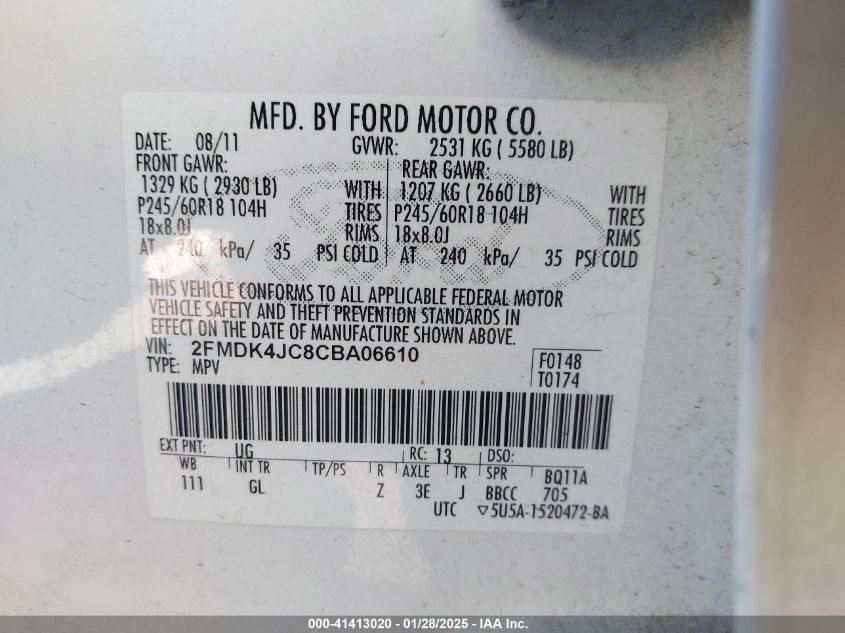 MFD. BY FORD MOTOR CO.
DATE: 08/11 GVWR: 2531 KG ( 5580 LB)
FRONT GAWR: REAR GAWR:
1329 KG ( 2930 LB) WITH 1207 KG ( 2660 LB) WITH
P245/60R18 104H TIRES P245/60R18 104H TIRES
18x8.0J RIMS 18x8.0J RIMS
AT 240 kPa/ 35 PSI COLD AT 240 kPa/ 35 PSI COLD
THIS VEHICLE CONFORMS TO ALL APPLICABLE FEDERAL MOTOR
VEHICLE SAFETY AND THEFT PREVENTION STANDARDS IN
EFFECT ON THE DATE OF MANUFACTURE SHOWN ABOVE.
VIN: 2FMDK4JC8CBA06610 F0148
TYPE: MPV T0174
EXT PNT: UG RC: 13 DSO:
WB INT TR TP/PS R AXLE TR SPR BQ11A
111 GL Z 3E J BBCC 705
UTC ▽5U5A-1520472-BA
000-41413020 | 01/28/2025 | IAA Inc.